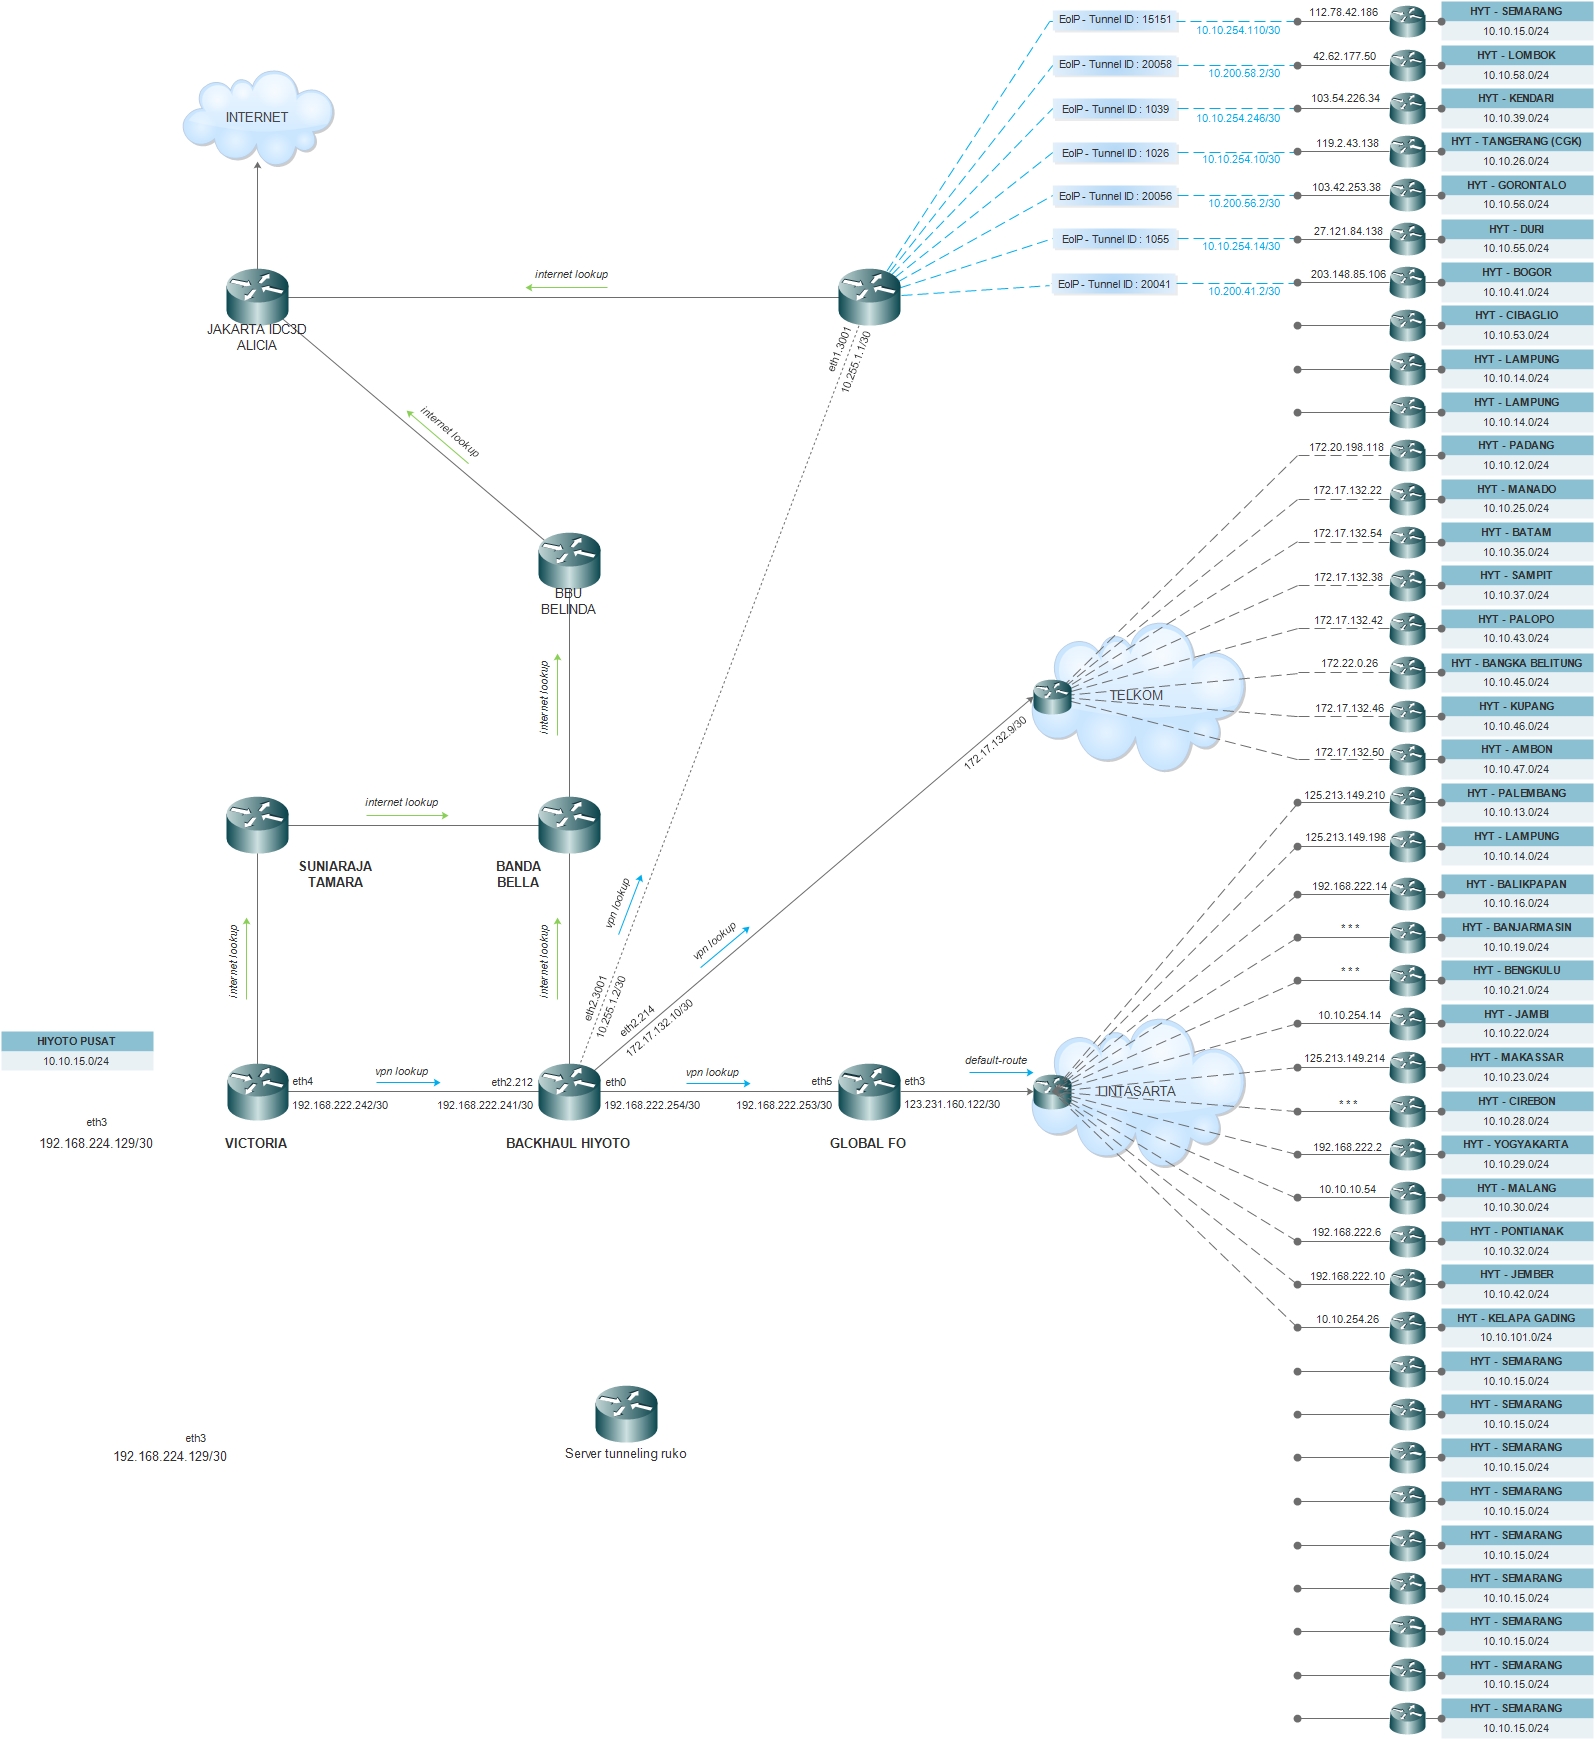 INTERNET
JAKARTA IDC3D
ALICIA
internet lookup
eth1.3001
10.255.1.1/30
internet lookup
BBU
BELINDA
internet lookup
internet lookup
SUNIARAJA
TAMARA
BANDA
BELLA
internet lookup
internet lookup
vpn lookup
eth2.3001
10.255.1.2/30
vpn lookup
eth2.214
172.17.132.10/30
172.17.132.9/30
TELKOM
HIYOTO PUSAT
10.10.15.0/24
eth3
192.168.224.129/30
eth4
192.168.222.242/30
VICTORIA
vpn lookup
eth2.212
192.168.222.241/30
eth0
192.168.222.254/30
BACKHAUL HIYOTO
vpn lookup
eth5
192.168.222.253/30
eth3
123.231.160.122/30
GLOBAL FO
default-route
LINTASARTA
eth3
192.168.224.129/30
Server tunneling ruko
EoIP - Tunnel ID : 15151
10.10.254.110/30
112.78.42.186
HYT - SEMARANG
10.10.15.0/24
EoIP - Tunnel ID : 20058
10.200.58.2/30
42.62.177.50
HYT - LOMBOK
10.10.58.0/24
EoIP - Tunnel ID : 1039
10.10.254.246/30
103.54.226.34
HYT - KENDARI
10.10.39.0/24
EoIP - Tunnel ID : 1026
10.10.254.10/30
119.2.43.138
HYT - TANGERANG (CGK)
10.10.26.0/24
EoIP - Tunnel ID : 20056
10.200.56.2/30
103.42.253.38
HYT - GORONTALO
10.10.56.0/24
EoIP - Tunnel ID : 1055
10.10.254.14/30
27.121.84.138
HYT - DURI
10.10.55.0/24
EoIP - Tunnel ID : 20041
10.200.41.2/30
203.148.85.106
HYT - BOGOR
10.10.41.0/24
HYT - CIBAGLIO
10.10.53.0/24
HYT - LAMPUNG
10.10.14.0/24
HYT - LAMPUNG
10.10.14.0/24
172.20.198.118
HYT - PADANG
10.10.12.0/24
172.17.132.22
HYT - MANADO
10.10.25.0/24
172.17.132.54
HYT - BATAM
10.10.35.0/24
172.17.132.38
HYT - SAMPIT
10.10.37.0/24
172.17.132.42
HYT - PALOPO
10.10.43.0/24
172.22.0.26
HYT - BANGKA BELITUNG
10.10.45.0/24
172.17.132.46
HYT - KUPANG
10.10.46.0/24
172.17.132.50
HYT - AMBON
10.10.47.0/24
125.213.149.210
HYT - PALEMBANG
10.10.13.0/24
125.213.149.198
HYT - LAMPUNG
10.10.14.0/24
192.168.222.14
HYT - BALIKPAPAN
10.10.16.0/24
* * *
HYT - BANJARMASIN
10.10.19.0/24
* * *
HYT - BENGKULU
10.10.21.0/24
10.10.254.14
HYT - JAMBI
10.10.22.0/24
125.213.149.214
HYT - MAKASSAR
10.10.23.0/24
* * *
HYT - CIREBON
10.10.28.0/24
192.168.222.2
HYT - YOGYAKARTA
10.10.29.0/24
10.10.10.54
HYT - MALANG
10.10.30.0/24
192.168.222.6
HYT - PONTIANAK
10.10.32.0/24
192.168.222.10
HYT - JEMBER
10.10.42.0/24
10.10.254.26
HYT - KELAPA GADING
10.10.101.0/24
HYT - SEMARANG
10.10.15.0/24
HYT - SEMARANG
10.10.15.0/24
HYT - SEMARANG
10.10.15.0/24
HYT - SEMARANG
10.10.15.0/24
HYT - SEMARANG
10.10.15.0/24
HYT - SEMARANG
10.10.15.0/24
HYT - SEMARANG
10.10.15.0/24
HYT - SEMARANG
10.10.15.0/24
HYT - SEMARANG
10.10.15.0/24